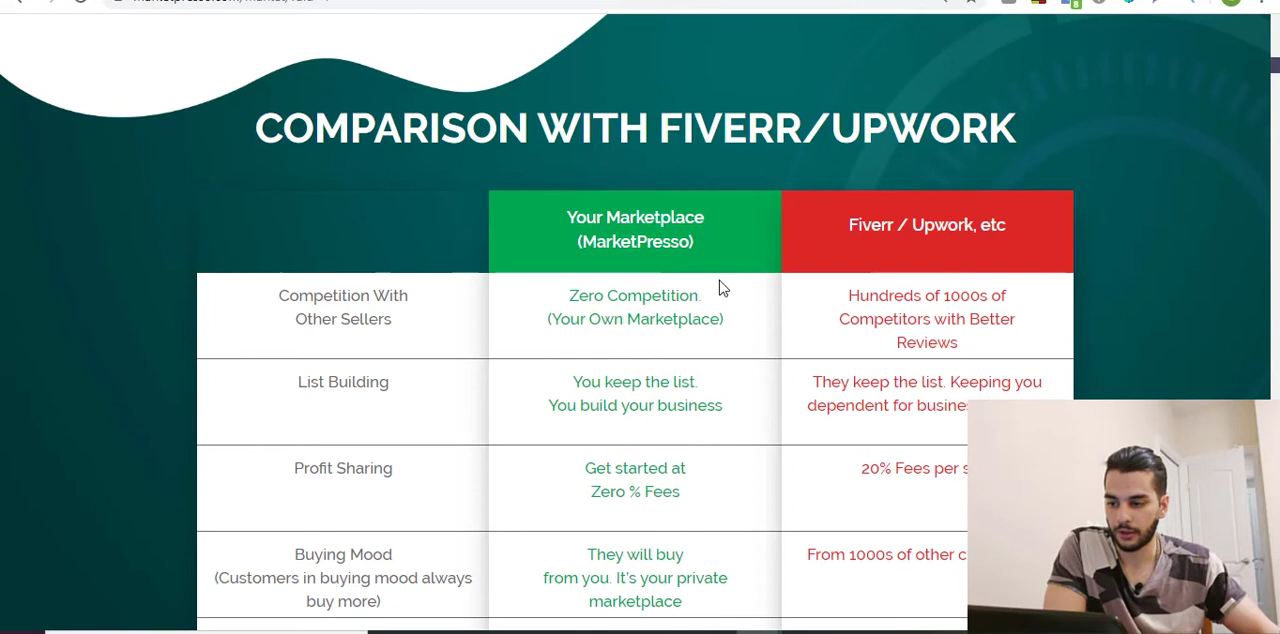 COMPARISON WITH FIVERR/UPWORK
Your Marketplace
(MarketPresso)
Fiverr / Upwork, etc
Competition With
Other Sellers
Zero Competition.
(Your Own Marketplace)
Hundreds of 1000s of
Competitors with Better
Reviews
List Building
You keep the list.
You build your business
They keep the list. Keeping you
dependent for
Profit Sharing
Get started at
Zero % Fees
20% Fees per
Buying Mood
(Customers in buying mood always
buy more)
They will buy
from you. It's your private
marketplace
From 1000s of other
8